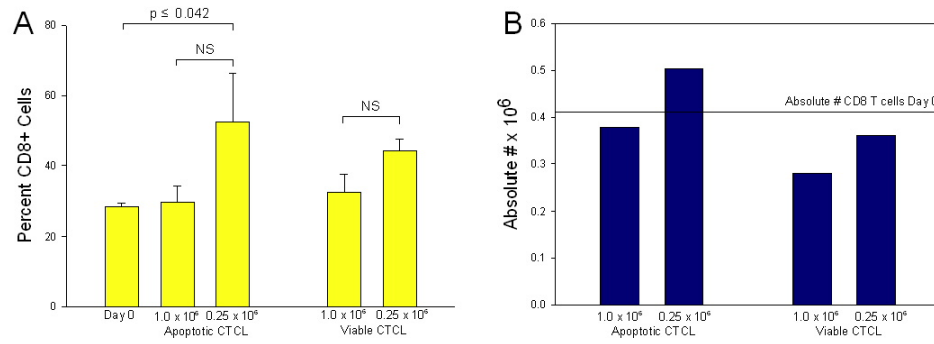 A
p ≤ 0.042
NS
NS
Percent CD8+ Cells
80
60
40
20
0
Day 0
1.0 x 10⁶
0.25 x 10⁶
1.0 x 10⁶
0.25 x 10⁶
Apoptotic CTCL
Viable CTCL
B
Absolute # x 10⁶
0.6
0.5
0.4
0.3
0.2
0.1
0.0
Absolute # CD8 T cells Day 0
1.0 x 10⁶
0.25 x 10⁶
1.0 x 10⁶
0.25 x 10⁶
Apoptotic CTCL
Viable CTCL